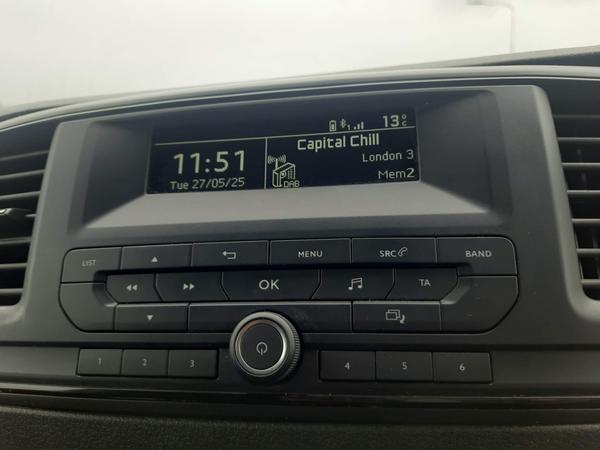 1 13°C
Capital Chill
11:51 London 3
Tue 27/05/25 DAB Mem2
LIST MENU SRC BAND
OK TA
1 2 3 4 5 6